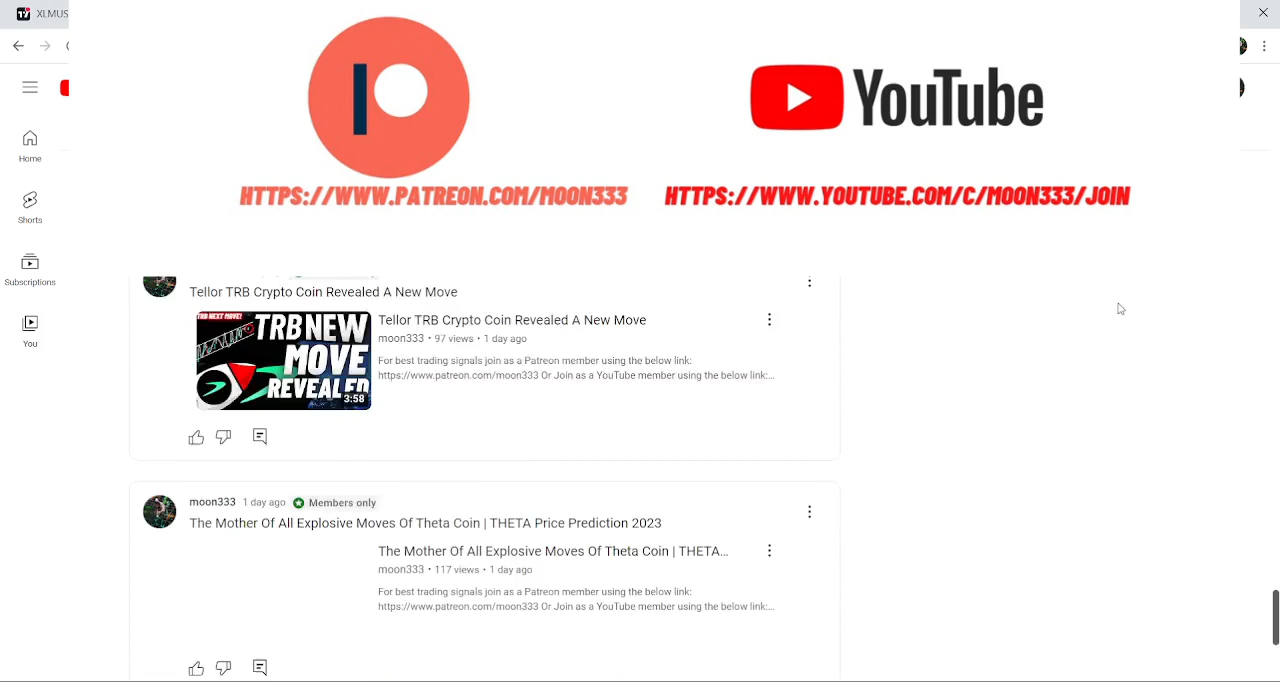 XLMUS
YouTube
HTTPS://WWW.PATREON.COM/MOON333
HTTPS://WWW.YOUTUBE.COM/C/MOON333/JOIN
Home
Shorts
Subscriptions
You
Tellor TRB Crypto Coin Revealed A New Move
TRB NEXT MOVE!
TRB NEW
MOVE
REVEALED
3:58
Tellor TRB Crypto Coin Revealed A New Move
moon333 • 97 views • 1 day ago
For best trading signals join as a Patreon member using the below link:
https://www.patreon.com/moon333 Or Join as a YouTube member using the below link:...
moon333 1 day ago Members only
The Mother Of All Explosive Moves Of Theta Coin | THETA Price Prediction 2023
The Mother Of All Explosive Moves Of Theta Coin | THETA...
moon333 • 117 views • 1 day ago
For best trading signals join as a Patreon member using the below link:
https://www.patreon.com/moon333 Or Join as a YouTube member using the below link:...